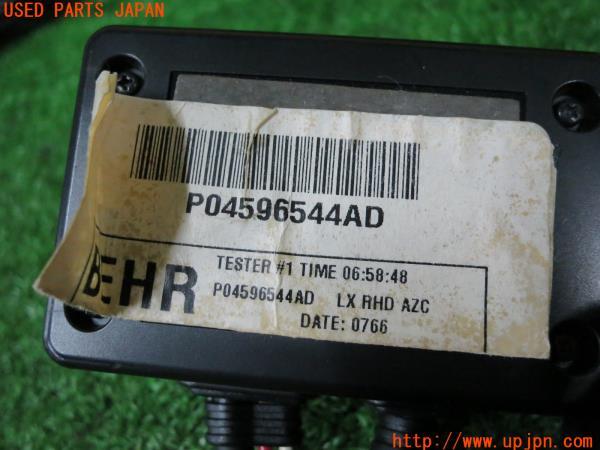 USED PARTS JAPAN
P04596544AD
BEHR
TESTER #1 TIME 06:58:48
P04596544AD LX RHD AZC
DATE: 0766
http://www.upjpn.com/